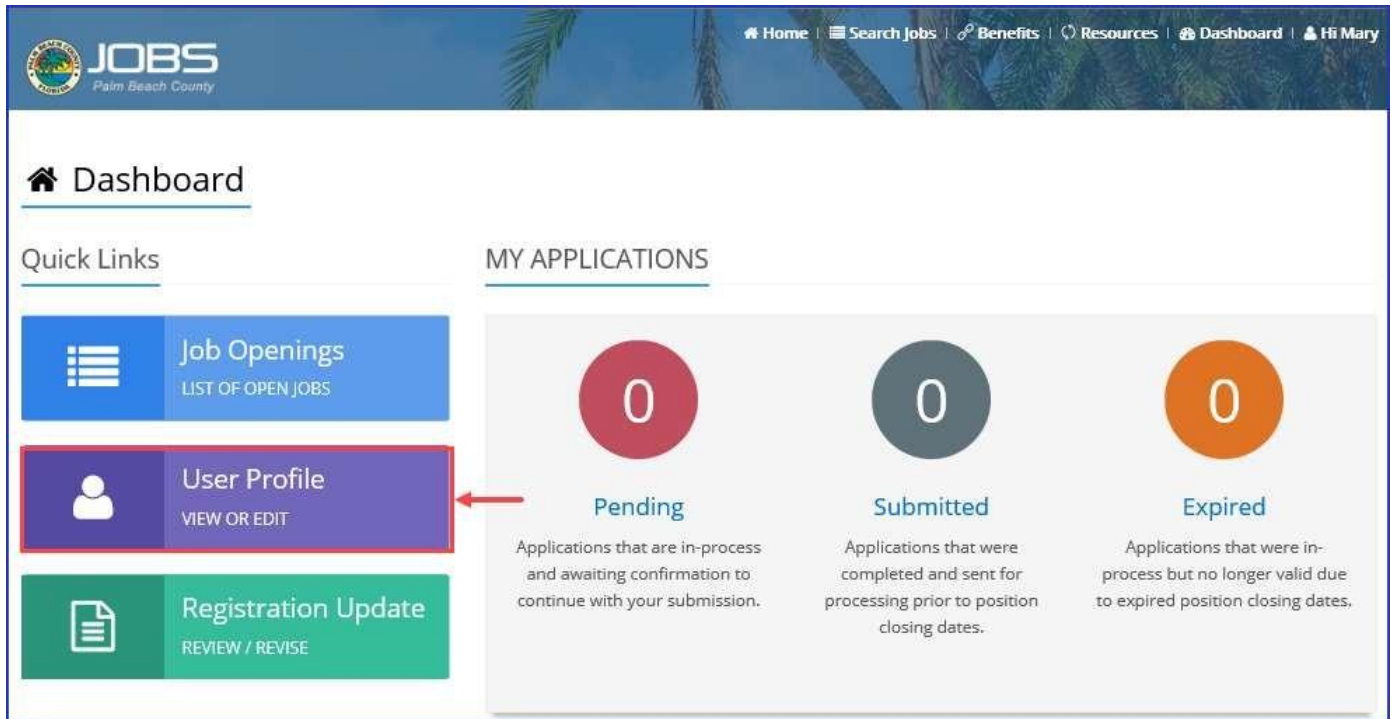 Home | Search Jobs | Benefits | Resources | Dashboard | Hi Mary
JOBS
Palm Beach County
PALM BEACH COUNTY
FLORIDA
Dashboard
Quick Links
MY APPLICATIONS
Job Openings
LIST OF OPEN JOBS
User Profile
VIEW OR EDIT
Registration Update
REVIEW / REVISE
0
Pending
Applications that are in-process
and awaiting confirmation to
continue with your submission.
0
Submitted
Applications that were
completed and sent for
processing prior to position
closing dates.
0
Expired
Applications that were in-
process but no longer valid due
to expired position closing dates.